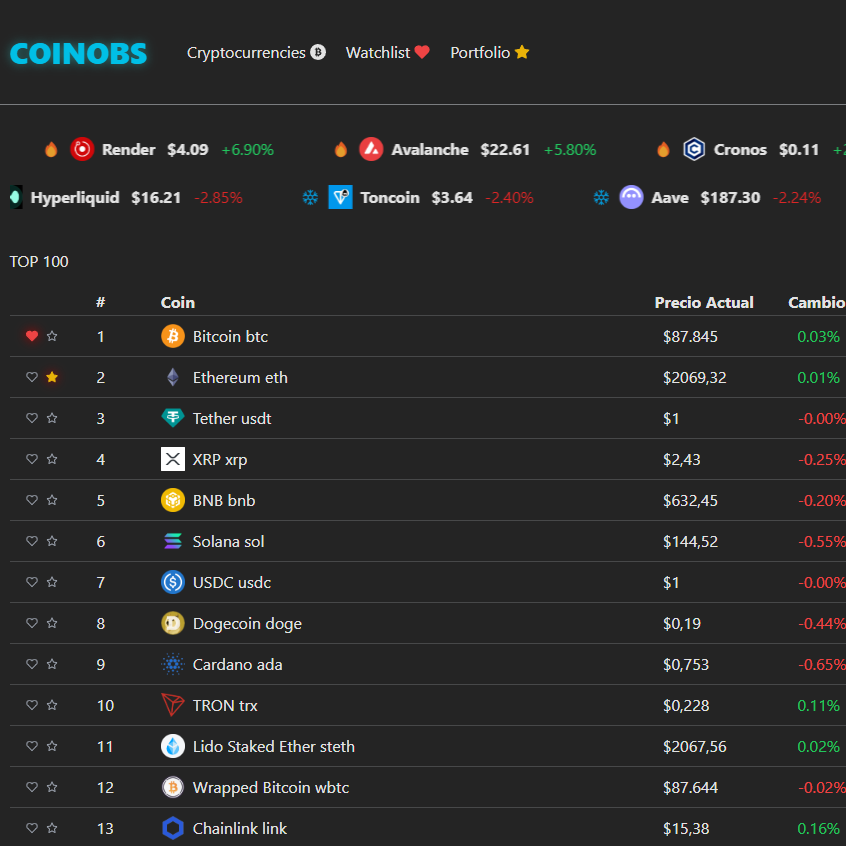 COINOBS Cryptocurrencies Watchlist Portfolio
Render $4.09 +6.90% Avalanche $22.61 +5.80% Cronos $0.11
Hyperliquid $16.21 -2.85% Toncoin $3.64 -2.40% Aave $187.30 -2.24%
TOP 100
# Coin Precio Actual Cambio
1 Bitcoin btc $87.845 0.03%
2 Ethereum eth $2069,32 0.01%
3 Tether usdt $1 -0.00%
4 XRP xrp $2,43 -0.25%
5 BNB bnb $632,45 -0.20%
6 Solana sol $144,52 -0.55%
7 USDC usdc $1 -0.00%
8 Dogecoin doge $0,19 -0.44%
9 Cardano ada $0,753 -0.65%
10 TRON trx $0,228 0.11%
11 Lido Staked Ether steth $2067,56 0.02%
12 Wrapped Bitcoin wbtc $87.644 -0.02%
13 Chainlink link $15,38 0.16%